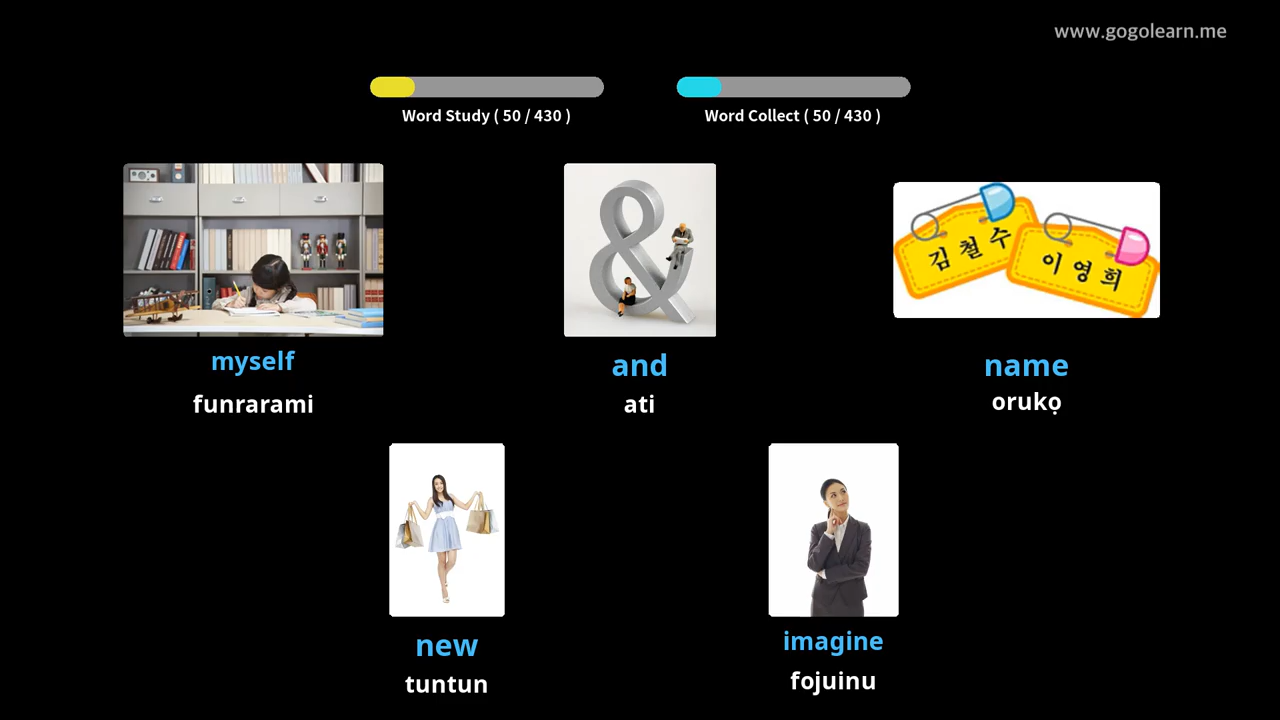 www.gogolearn.me
Word Study ( 50 / 430 )
Word Collect ( 50 / 430 )
김철수
이영희
myself
and
name
funrarami
ati
orukọ
new
imagine
tuntun
fojuinu